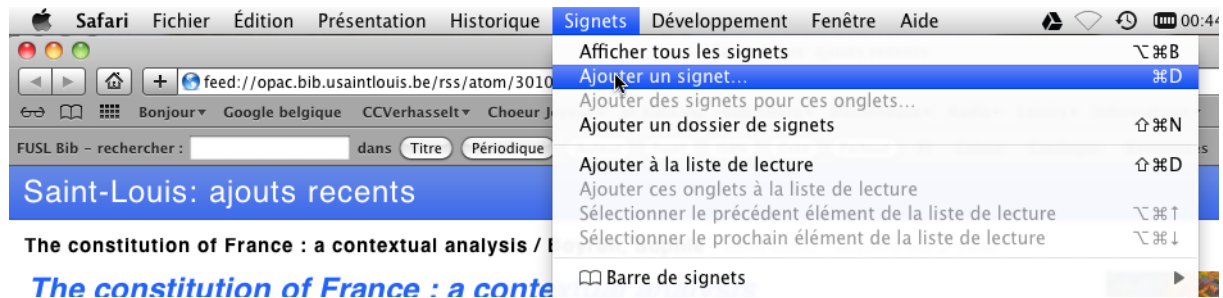 Safari Fichier Édition Présentation Historique Signets Développement Fenêtre Aide 00:44
feed://opac.bib.usaintlouis.be/rss/atom/3010
Bonjour Google belgique CCVerhasselt Choeur
FUSL Bib - rechercher : dans Titre Périodique
Afficher tous les signets ⌥⌘B
Ajouter un signet... ⌘D
Ajouter des signets pour ces onglets...
Ajouter un dossier de signets ⇧⌘N
Ajouter à la liste de lecture ⇧⌘D
Ajouter ces onglets à la liste de lecture
Sélectionner le précédent élément de la liste de lecture ⌥⌘↑
Sélectionner le prochain élément de la liste de lecture ⌥⌘↓
Barre de signets
Saint-Louis: ajouts recents
The constitution of France : a contextual analysis /
The constitution of France : a conte